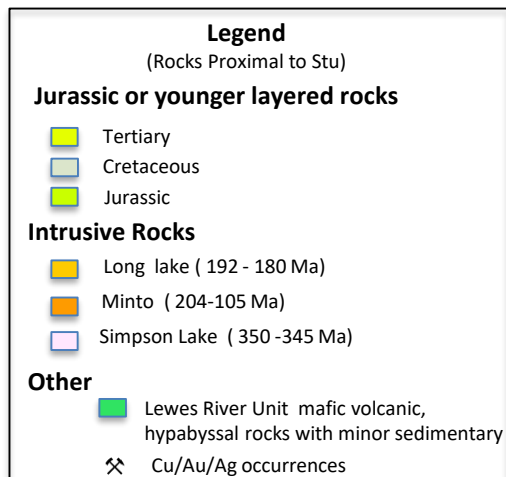 Legend
(Rocks Proximal to Stu)
Jurassic or younger layered rocks
Tertiary
Cretaceous
Jurassic
Intrusive Rocks
Long lake ( 192 - 180 Ma)
Minto ( 204-105 Ma)
Simpson Lake ( 350 -345 Ma)
Other
Lewes River Unit mafic volcanic,
hypabyssal rocks with minor sedimentary
Cu/Au/Ag occurrences